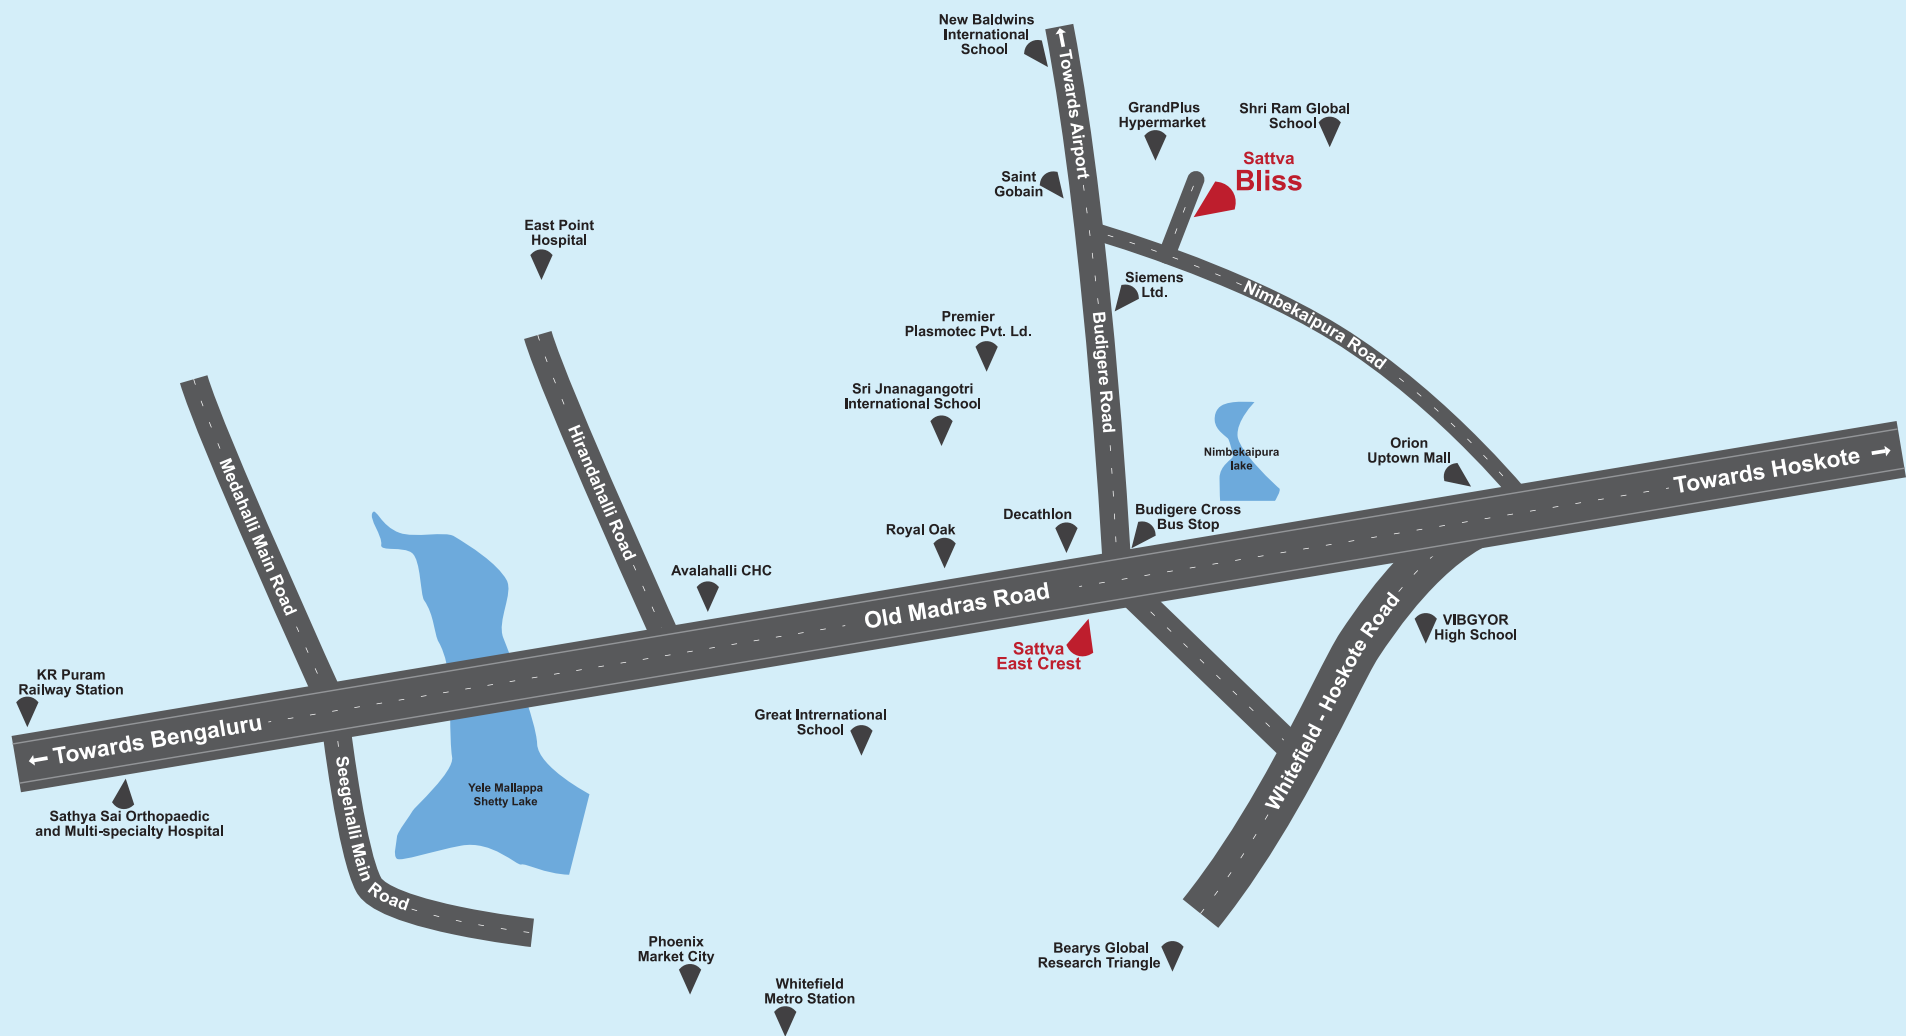 New Baldwins
International
School
← Towards Airport
GrandPlus
Hypermarket
Shri Ram Global
School
Sattva
Bliss
Saint
Gobain
East Point
Hospital
Siemens
Ltd.
Nimbekaipura Road
Premier
Plasmotec Pvt. Ld.
Budigere Road
Sri Jnanagangotri
International School
Hirandahalli Road
Medahalli Main Road
Nimbekaipura
lake
Orion
Uptown Mall
Towards Hoskote →
Budigere Cross
Bus Stop
Decathlon
Royal Oak
Avalahalli CHC
Old Madras Road
Sattva
East Crest
VIBGYOR
High School
Whitefield - Hoskote Road
KR Puram
Railway Station
← Towards Bengaluru
Great Intrernational
School
Seegehalli Main Road
Yele Mallappa
Shetty Lake
Sathya Sai Orthopaedic
and Multi-specialty Hospital
Phoenix
Market City
Bearys Global
Research Triangle
Whitefield
Metro Station